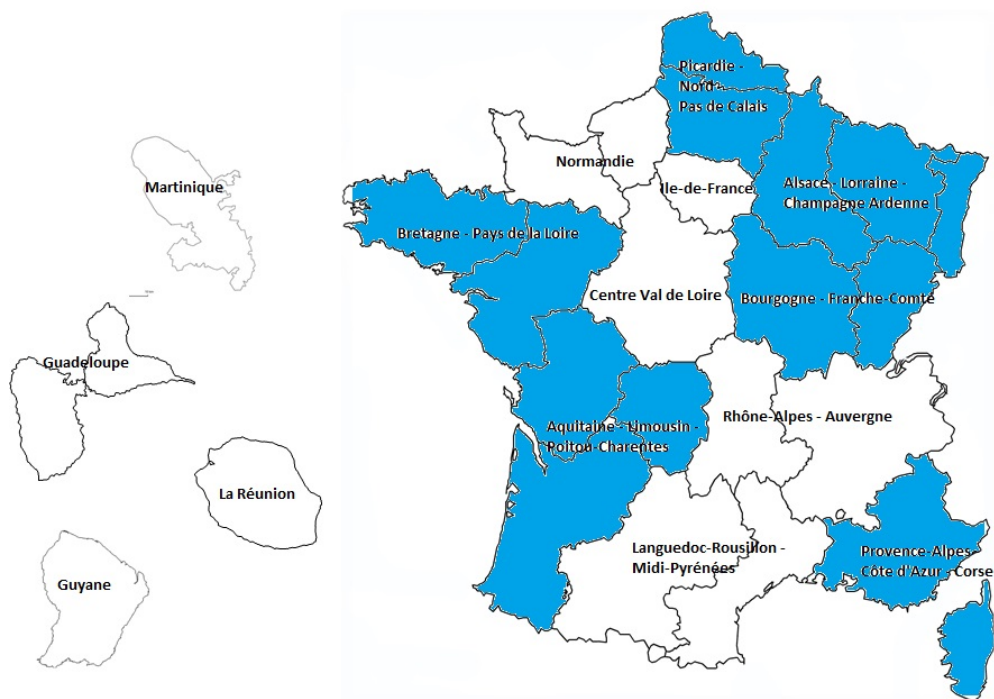 Picardie -
Nord-
Pas de Calais
Martinique
Normandie
Ile-de-France
Alsace - Lorraine -
Champagne Ardenne
Bretagne - Pays de la Loire
Centre Val de Loire
Bourgogne - Franche-Comté
Guadeloupe
Rhône-Alpes - Auvergne
Aquitaine - Limousin -
Poitou-Charentes
La Réunion
Languedoc-Rousillon -
Midi-Pyrénées
Provence-Alpes-
Côte d'Azur - Corse
Guyane